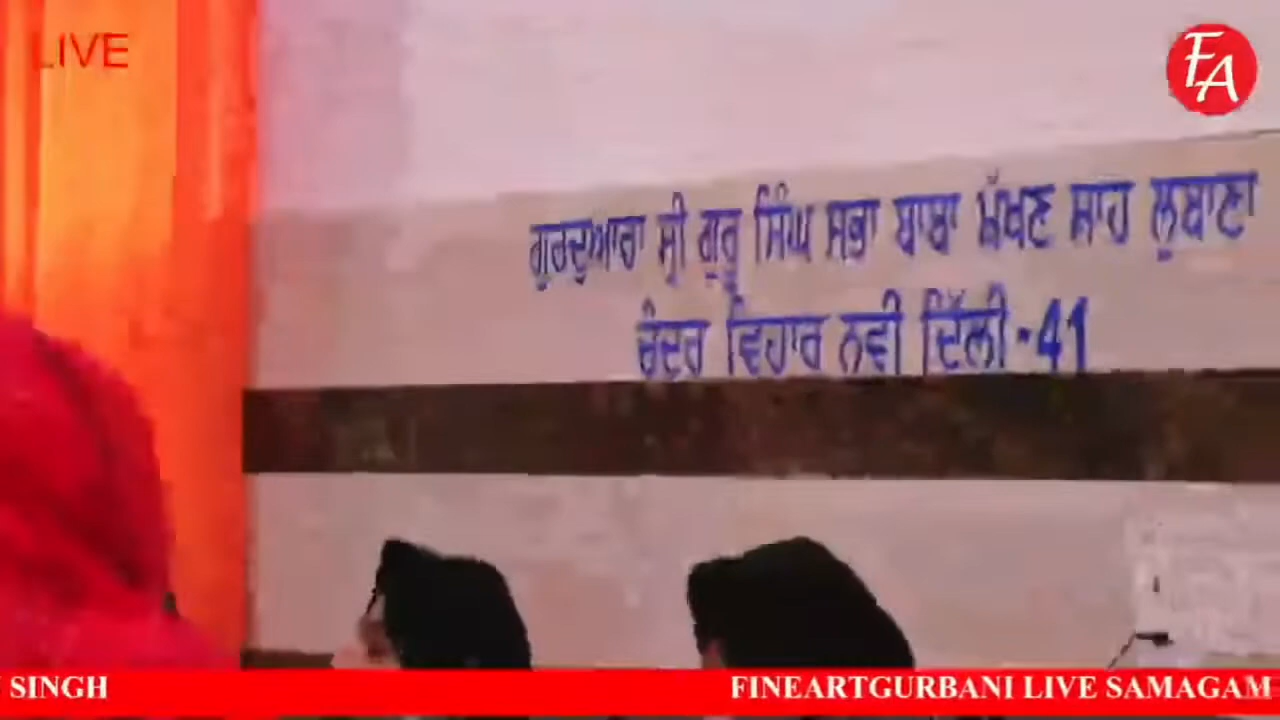 LIVE
FA
ਗੁਰਦੁਆਰਾ ਸ੍ਰੀ ਗੁਰੂ ਸਿੰਘ ਸਭਾ ਬਾਬਾ ਮੱਖਣ ਸਾਹ ਲੁਬਾਣਾ
ਚੰਦਰ ਵਿਹਾਰ ਨਵੀ ਦਿੱਲੀ -41
SINGH FINEARTGURBANI LIVE SAMAGAM